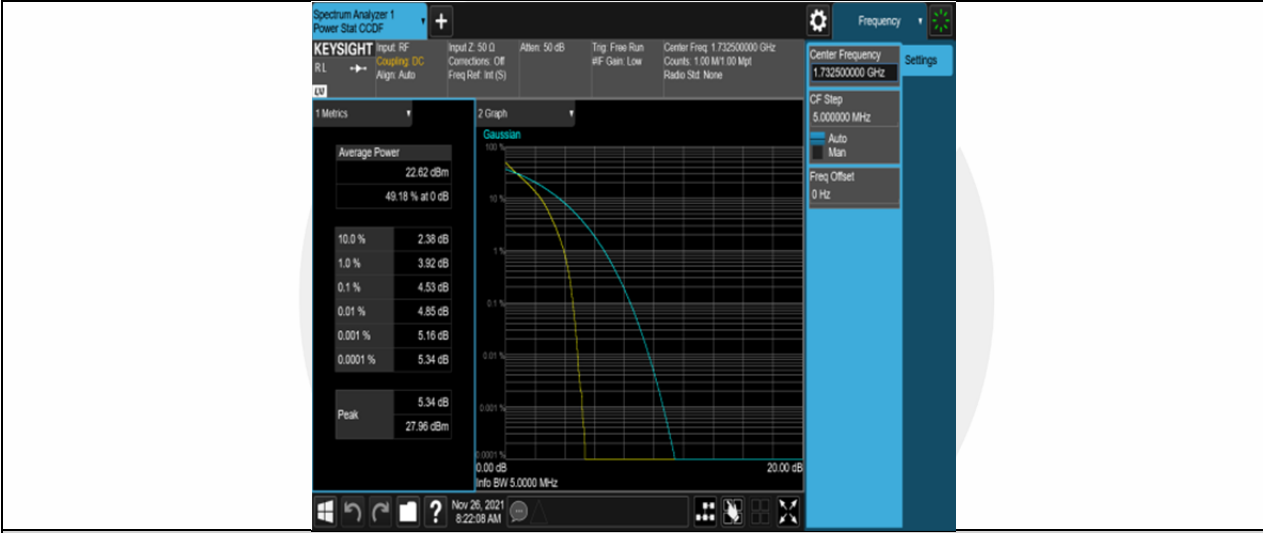 Spectrum Analyzer 1
Power Stat CCDF
+
Frequency
KEYSIGHT
RL
LV
Input: RF
Coupling: DC
Align: Auto
Input Z: 50 Ω
Corrections: Off
Freq Ref: Int (S)
Atten: 50 dB
Trig: Free Run
#IF Gain: Low
Center Freq: 1.732500000 GHz
Counts: 1.00 M/1.00 Mpt
Radio Std: None
Center Frequency
1.732500000 GHz
Settings
CF Step
5.000000 MHz
Auto
Man
Freq Offset
0 Hz
1 Metrics
Average Power
22.62 dBm
49.18 % at 0 dB
10.0 % 2.38 dB
1.0 % 3.92 dB
0.1 % 4.53 dB
0.01 % 4.85 dB
0.001 % 5.16 dB
0.0001 % 5.34 dB
Peak
5.34 dB
27.96 dBm
2 Graph
Gaussian
100 %
10 %
1 %
0.1 %
0.01 %
0.001 %
0.0001 %
0.00 dB 20.00 dB
Info BW 5.0000 MHz
?
Nov 26, 2021
8:22:08 AM